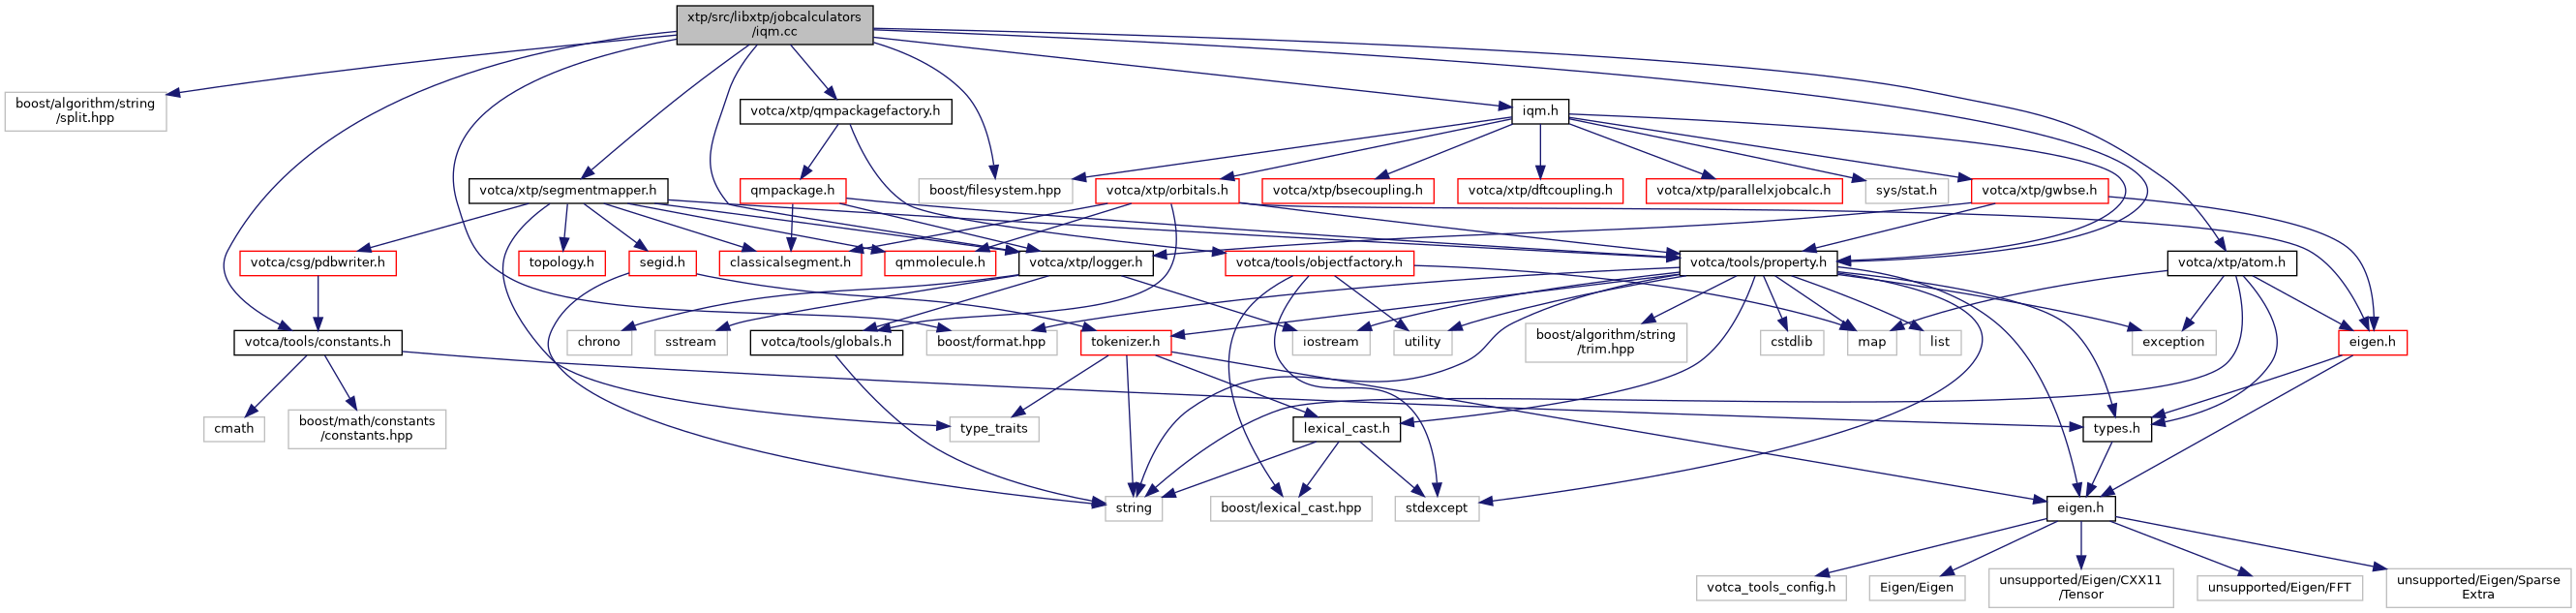 xtp/src/libxtp/jobcalculators
/iqm.cc
boost/algorithm/string
/split.hpp
votca/xtp/qmpackagefactory.h
iqm.h
votca/xtp/segmentmapper.h
qmpackage.h
boost/filesystem.hpp
votca/xtp/orbitals.h
votca/xtp/bsecoupling.h
votca/xtp/dftcoupling.h
votca/xtp/parallelxjobcalc.h
sys/stat.h
votca/xtp/gwbse.h
votca/csg/pdbwriter.h
topology.h
segid.h
classicalsegment.h
qmmolecule.h
votca/xtp/logger.h
votca/tools/objectfactory.h
votca/tools/property.h
votca/xtp/atom.h
votca/tools/constants.h
chrono
sstream
votca/tools/globals.h
boost/format.hpp
tokenizer.h
iostream
utility
boost/algorithm/string
/trim.hpp
cstdlib
map
list
exception
eigen.h
cmath
boost/math/constants
/constants.hpp
type_traits
lexical_cast.h
types.h
string
boost/lexical_cast.hpp
stdexcept
eigen.h
votca_tools_config.h
Eigen/Eigen
unsupported/Eigen/CXX11
/Tensor
unsupported/Eigen/FFT
unsupported/Eigen/Sparse
Extra